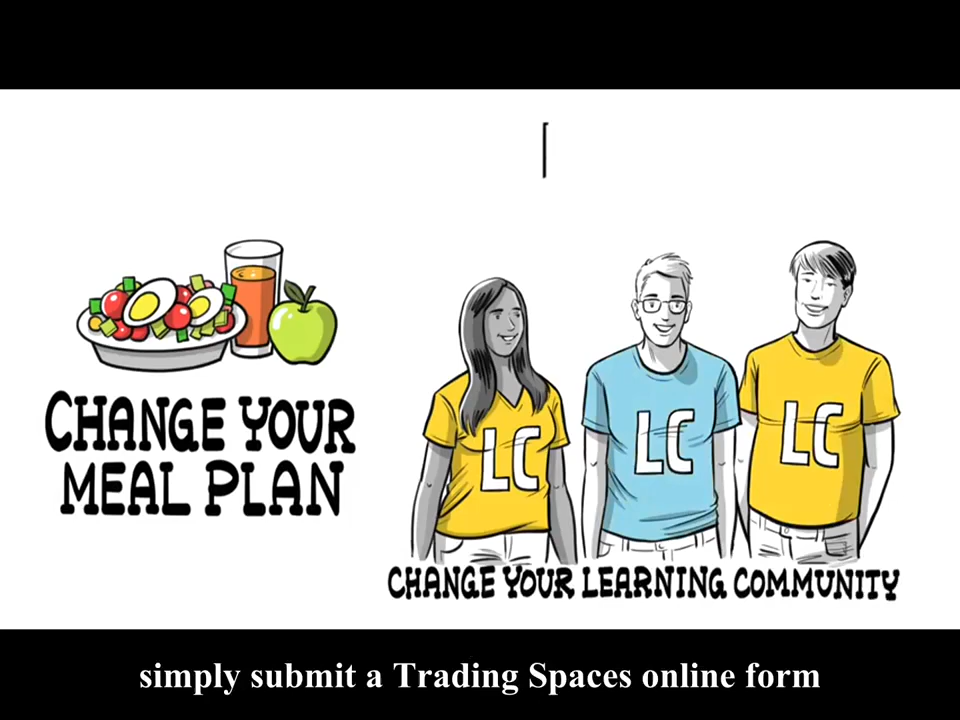 CHANGE YOUR
MEAL PLAN
LC
LC
LC
CHANGE YOUR LEARNING COMMUNITY
simply submit a Trading Spaces online form